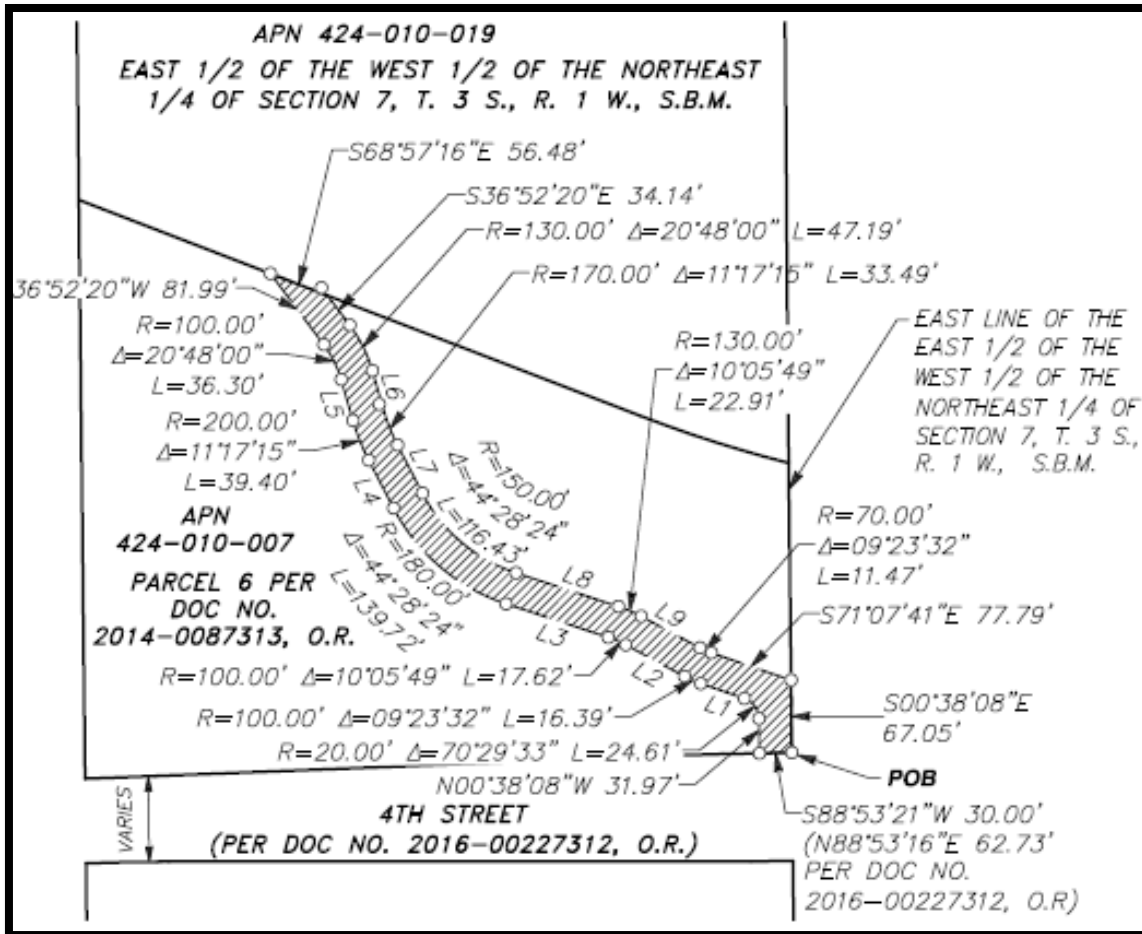 APN 424-010-019
EAST 1/2 OF THE WEST 1/2 OF THE NORTHEAST
1/4 OF SECTION 7, T. 3 S., R. 1 W., S.B.M.
S68°57'16"E 56.48'
S36°52'20"E 34.14'
R=130.00' Δ=20°48'00" L=47.19'
R=170.00' Δ=11°17'15" L=33.49'
36°52'20"W 81.99'
R=100.00'
Δ=20°48'00"
L=36.30'
R=200.00'
Δ=11°17'15"
L=39.40'
R=130.00'
Δ=10°05'49"
L=22.91'
EAST LINE OF THE
EAST 1/2 OF THE
WEST 1/2 OF THE
NORTHEAST 1/4 OF
SECTION 7, T. 3 S.,
R. 1 W., S.B.M.
L6
L5
L7
L4
R=150.00'
Δ=44°28'24"
L=116.43'
R=180.00'
Δ=44°28'24"
L=139.72'
APN
424-010-007
PARCEL 6 PER
DOC NO.
2014-0087313, O.R.
R=70.00'
Δ=09°23'32"
L=11.47'
S71°07'41"E 77.79'
L8
L9
L3
L2
L1
R=100.00' Δ=10°05'49" L=17.62'
R=100.00' Δ=09°23'32" L=16.39'
R=20.00' Δ=70°29'33" L=24.61'
N00°38'08"W 31.97'
S00°38'08"E
67.05'
POB
S88°53'21"W 30.00'
(N88°53'16"E 62.73'
PER DOC NO.
2016-00227312, O.R)
VARIES
4TH STREET
(PER DOC NO. 2016-00227312, O.R.)